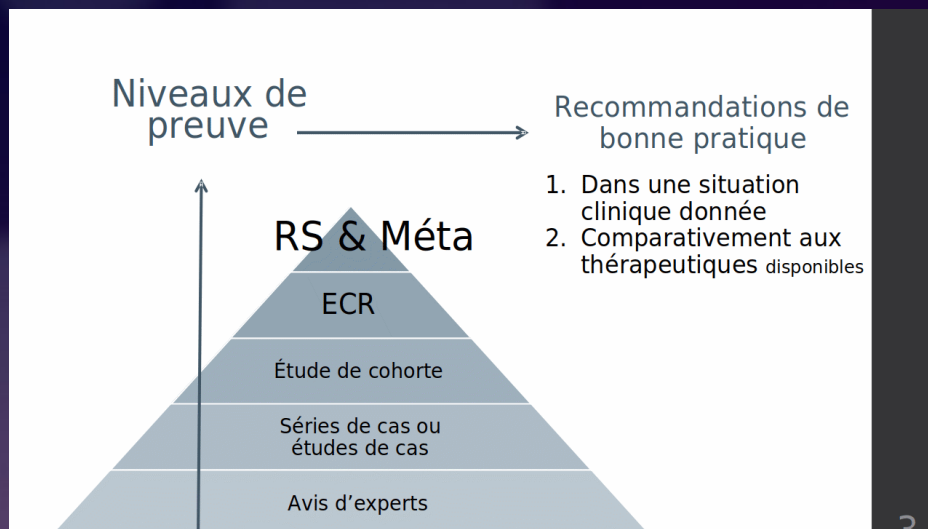 Niveaux de
preuve
Recommandations de
bonne pratique
1. Dans une situation
clinique donnée
2. Comparativement aux
thérapeutiques disponibles
RS & Méta
ECR
Étude de cohorte
Séries de cas ou
études de cas
Avis d’experts